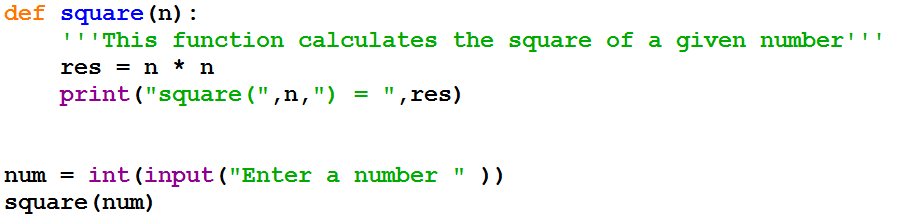 def square(n):
    '''This function calculates the square of a given number'''
    res = n * n
    print("square(",n,") = ",res)
num = int(input("Enter a number " ))
square(num)